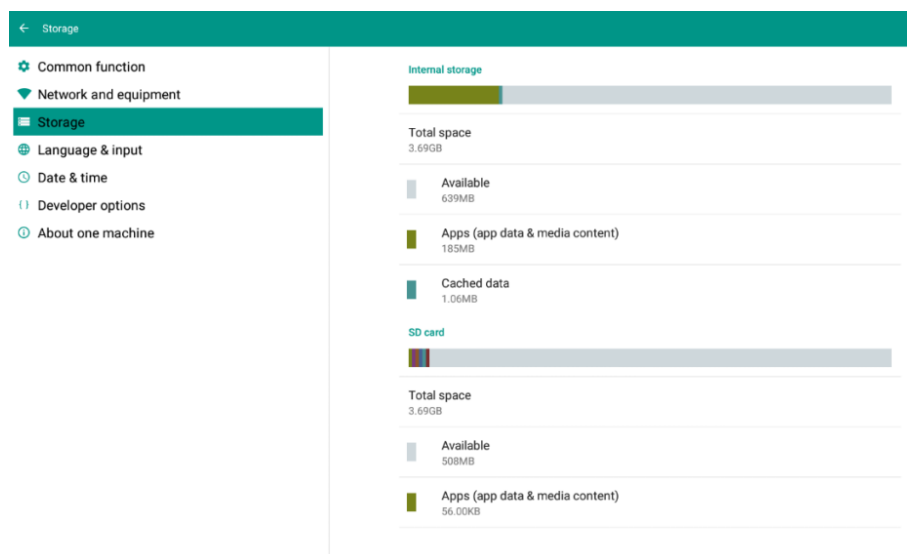 Storage
Common function
Network and equipment
Storage
Language & input
Date & time
Developer options
About one machine
Internal storage
Total space
3.69GB
Available
639MB
Apps (app data & media content)
185MB
Cached data
1.06MB
SD card
Total space
3.69GB
Available
508MB
Apps (app data & media content)
56.00KB